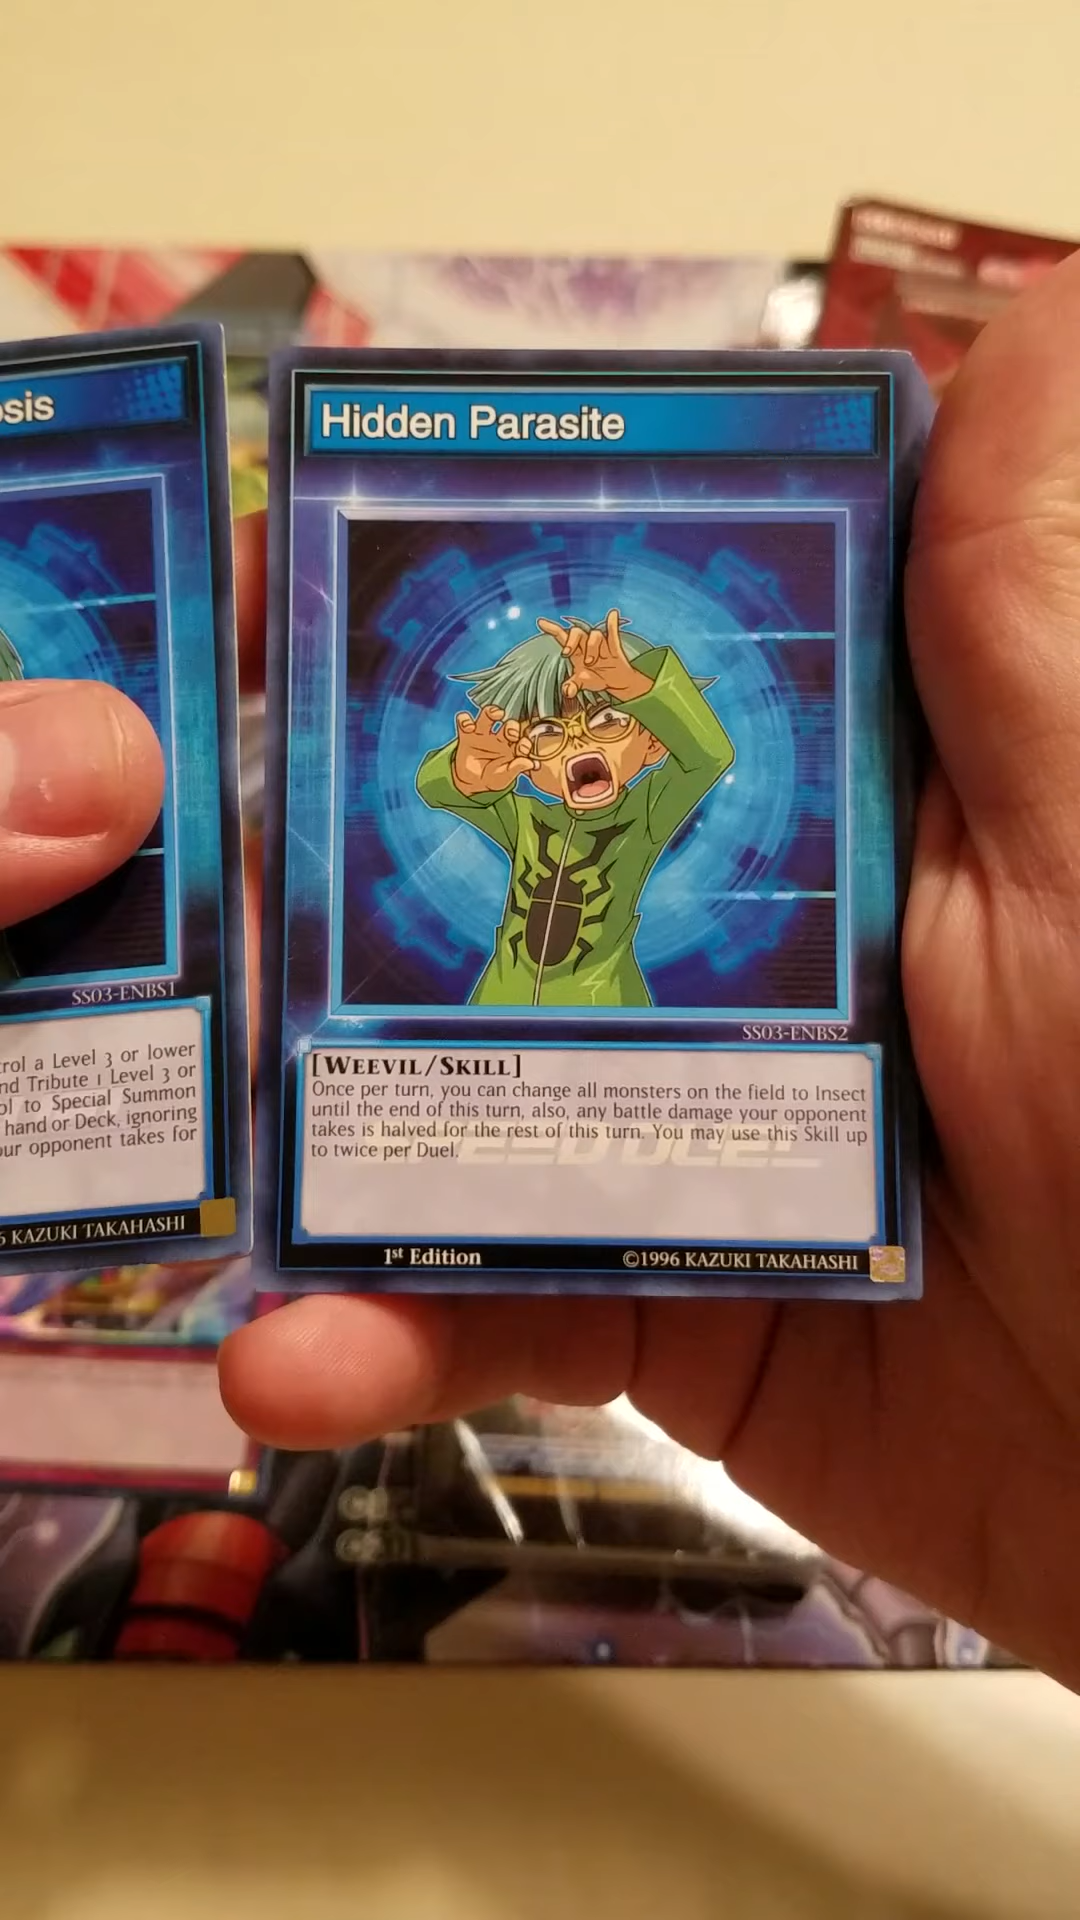 osis
SS03-ENBS1
rol a Level 3 or lower
nd Tribute 1 Level 3 or
ol to Special Summon
hand or Deck, ignoring
ur opponent takes for
KAZUKI TAKAHASHI
Hidden Parasite
SS03-ENBS2
[WEEVIL/SKILL]
Once per turn, you can change all monsters on the field to Insect
until the end of this turn, also, any battle damage your opponent
takes is halved for the rest of this turn. You may use this Skill up
to twice per Duel.
SPEED DUEL
1st Edition
©1996 KAZUKI TAKAHASHI